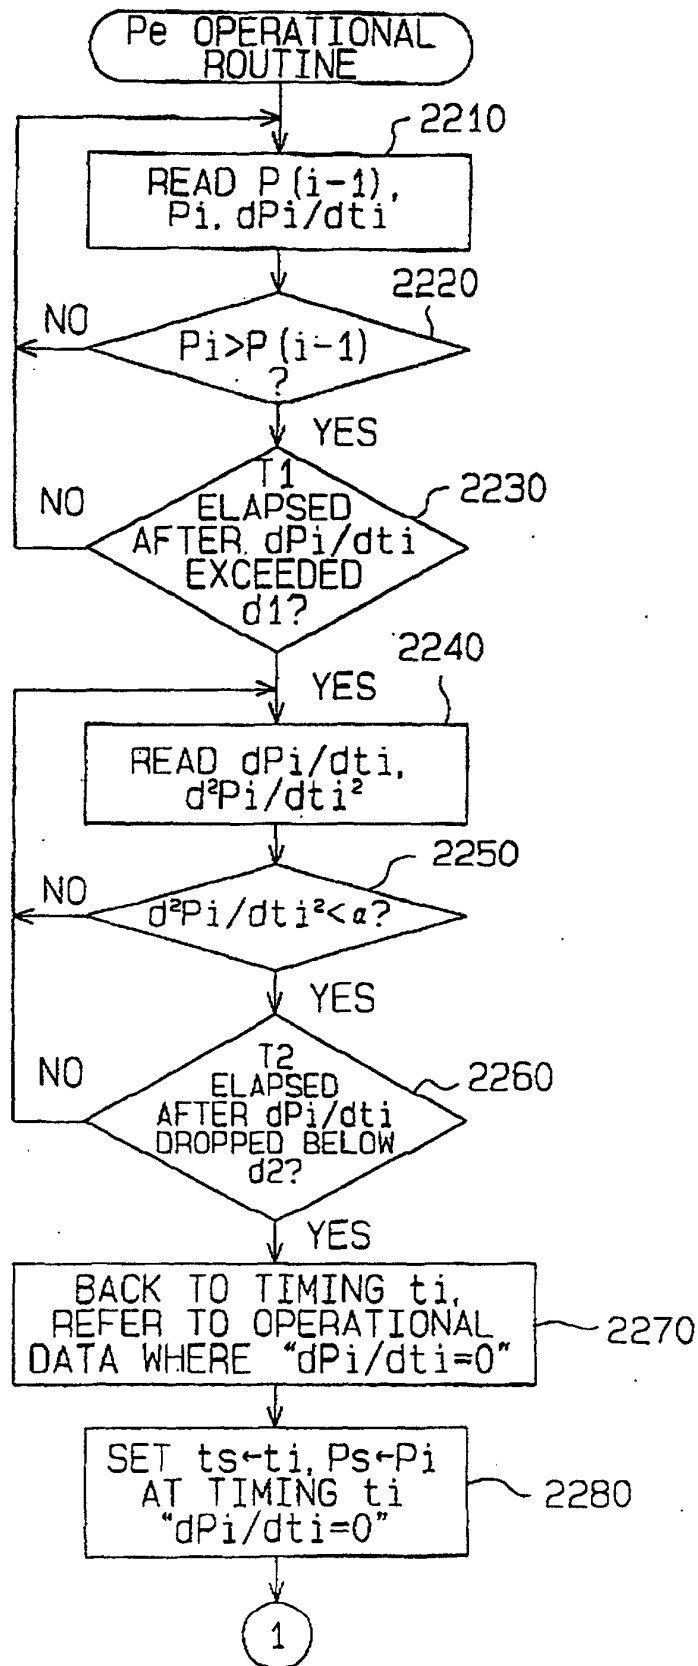 Pe OPERATIONAL
ROUTINE
2210
READ P(i-1),
Pi, dPi/dti
2220
NO
Pi>P(i-1)
?
YES
2230
NO
T1
ELAPSED
AFTER dPi/dti
EXCEEDED
d1?
2240
YES
READ dPi/dti,
d²Pi/dti²
2250
NO
d²Pi/dti²<α?
YES
2260
NO
T2
ELAPSED
AFTER dPi/dti
DROPPED BELOW
d2?
YES
BACK TO TIMING ti,
REFER TO OPERATIONAL
DATA WHERE "dPi/dti=0"
2270
SET ts←ti, Ps←Pi
AT TIMING ti
"dPi/dti=0"
2280
1